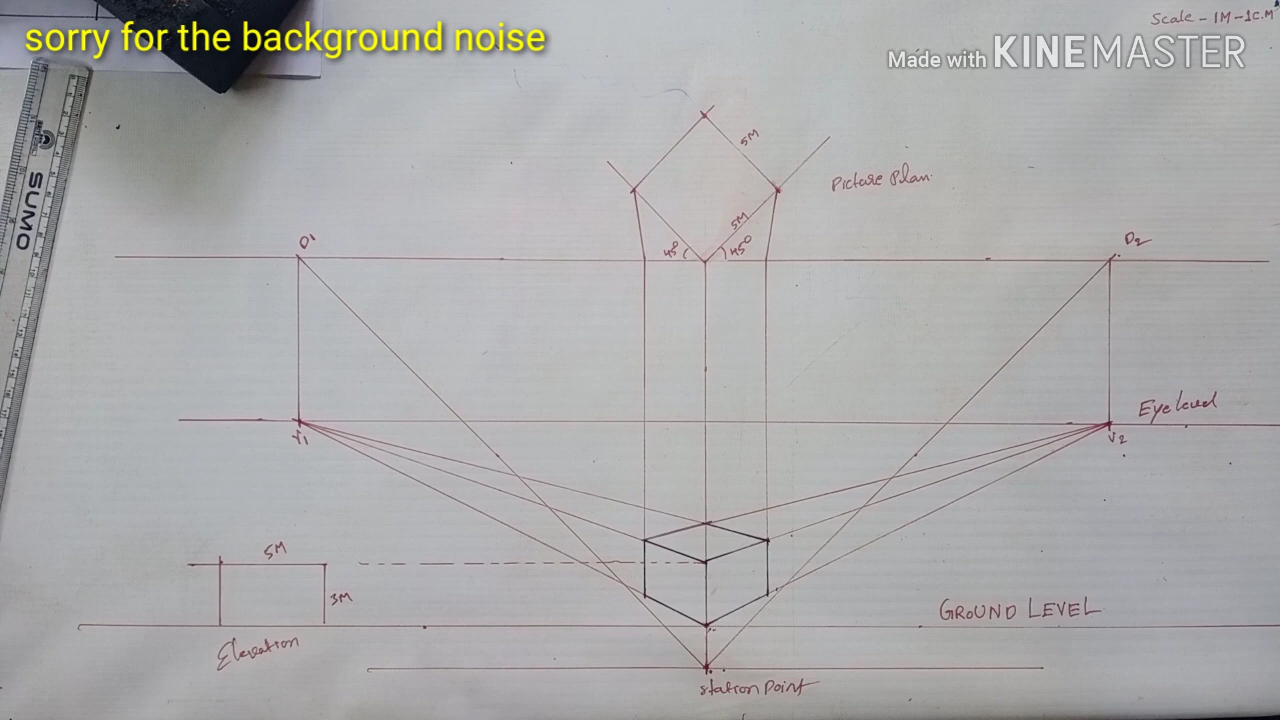 sorry for the background noise
Scale - 1M - 1C.M
Made with KINEMASTER
SUMO
5M
Picture Plan.
5M
45°
45°
D1
D2
Eye level
V1
V2
5M
3M
GROUND LEVEL
Elevation
Station Point